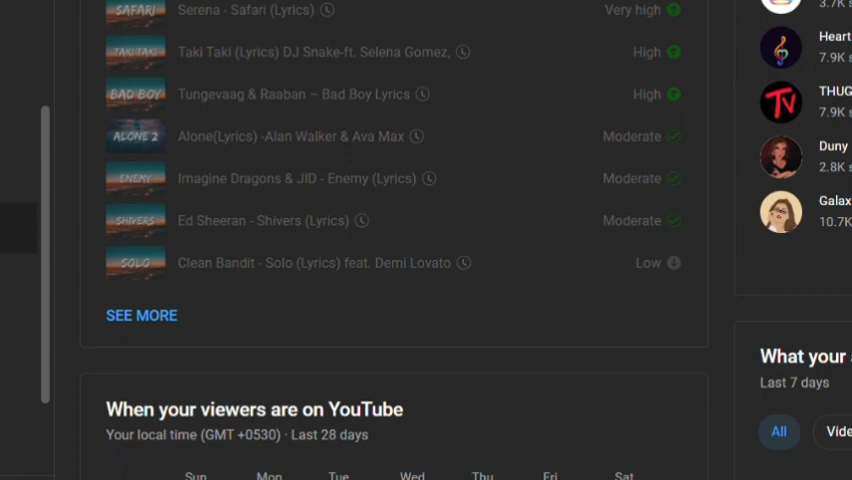 SAFARI Serena - Safari (Lyrics) Very high
TAKI TAKI Taki Taki (Lyrics) DJ Snake-ft. Selena Gomez, High
BAD BOY Tungevaag & Raaban – Bad Boy Lyrics High
ALONE 2 Alone(Lyrics) -Alan Walker & Ava Max Moderate
ENEMY Imagine Dragons & JID - Enemy (Lyrics) Moderate
SHIVERS Ed Sheeran - Shivers (Lyrics) Moderate
SOLO Clean Bandit - Solo (Lyrics) feat. Demi Lovato Low
SEE MORE
When your viewers are on YouTube
Your local time (GMT +0530) · Last 28 days
Sun Mon Tue Wed Thu Fri Sat
3.7K s
Heart
7.9K s
TV THUG
7.9K s
Duny
2.8K s
Galax
10.7K
What your a
Last 7 days
All Vide